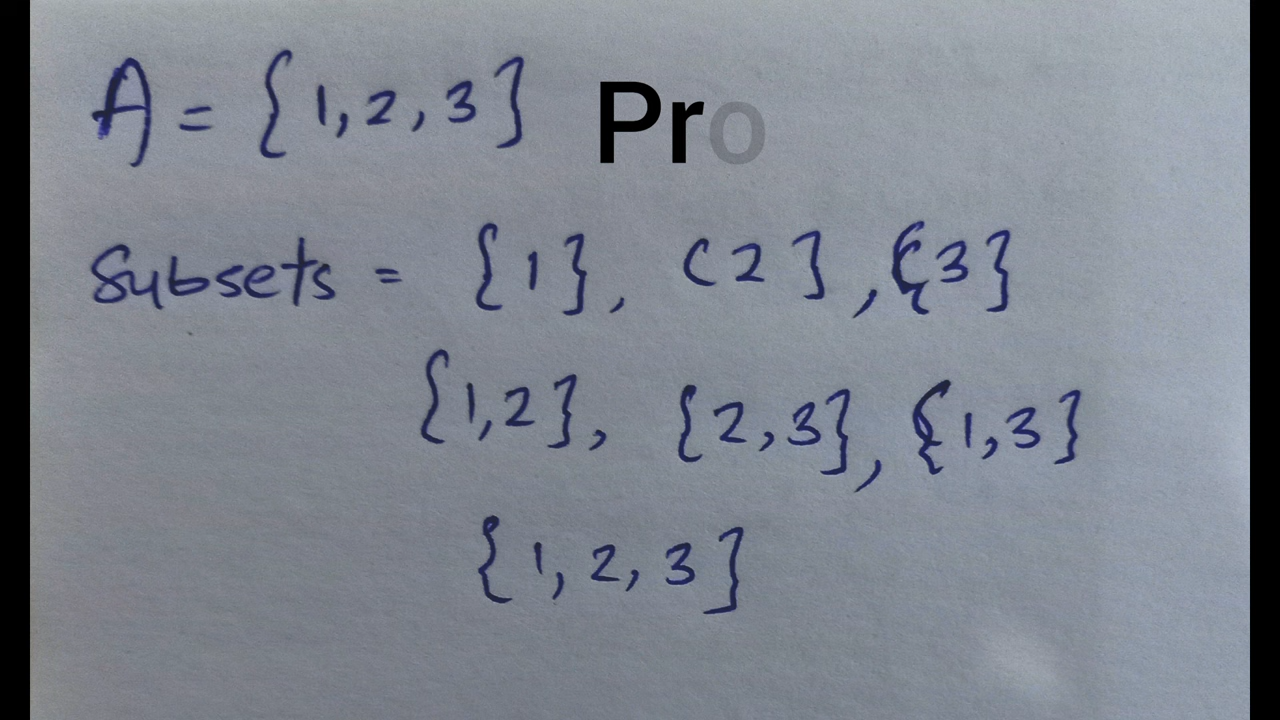 A = {1, 2, 3} Pro
Subsets = {1}, (2}, {3}
{1,2}, {2,3}, {1,3}
{1, 2, 3}